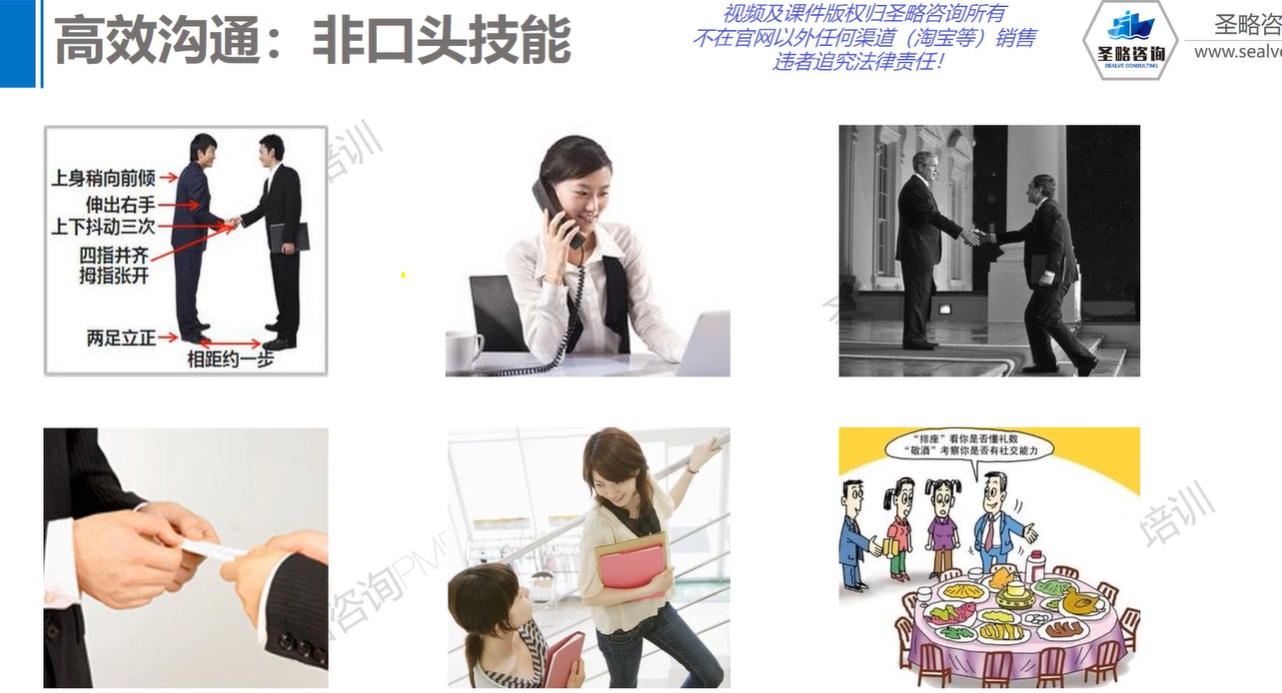 高效沟通：非口头技能
视频及课件版权归圣略咨询所有
不在官网以外任何渠道（淘宝等）销售
违者追究法律责任！
圣略咨询
SEALVE CONSULTING
圣略咨
www.sealve
上身稍向前倾
伸出右手
上下抖动三次
四指并齐
拇指张开
两足立正
相距约一步
培训
“排座”看你是否懂礼数
“敬酒”考察你是否有社交能力
咨询PMP
培训